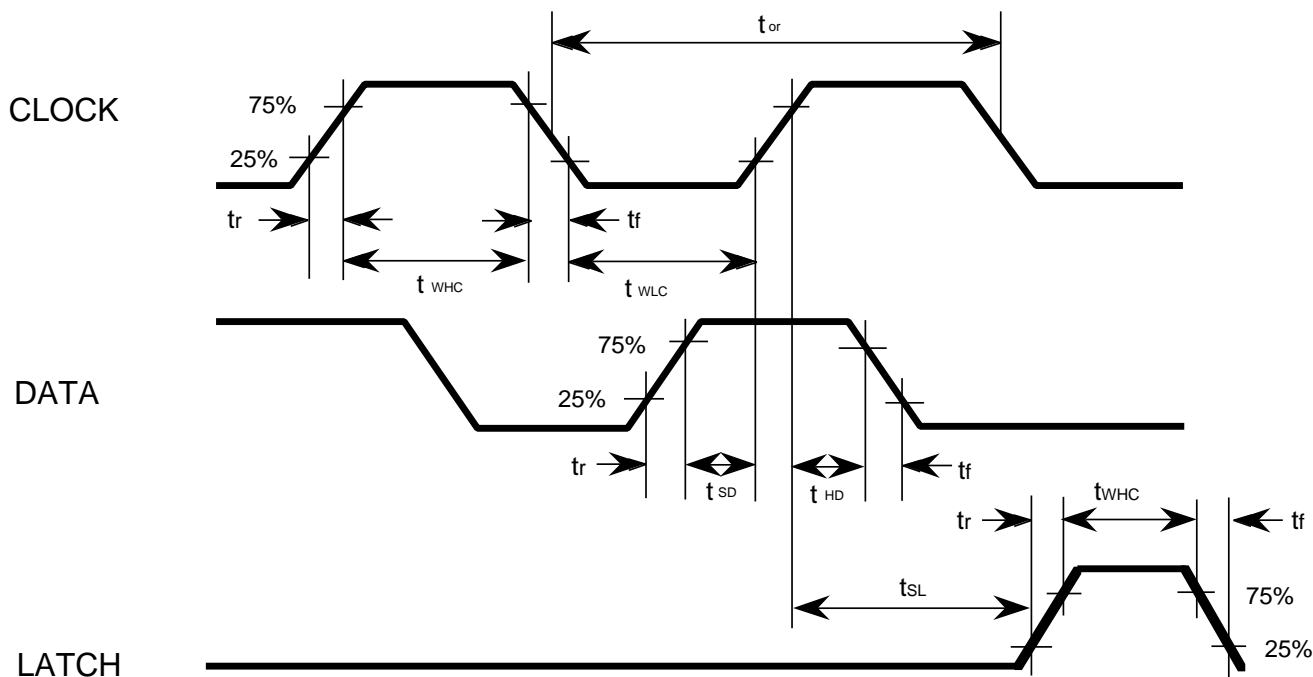 t or
CLOCK
75%
25%
tr
tf
t WHC
t WLC
DATA
75%
25%
tr
t SD
t HD
tf
tr
tWHC
tf
tSL
75%
25%
LATCH